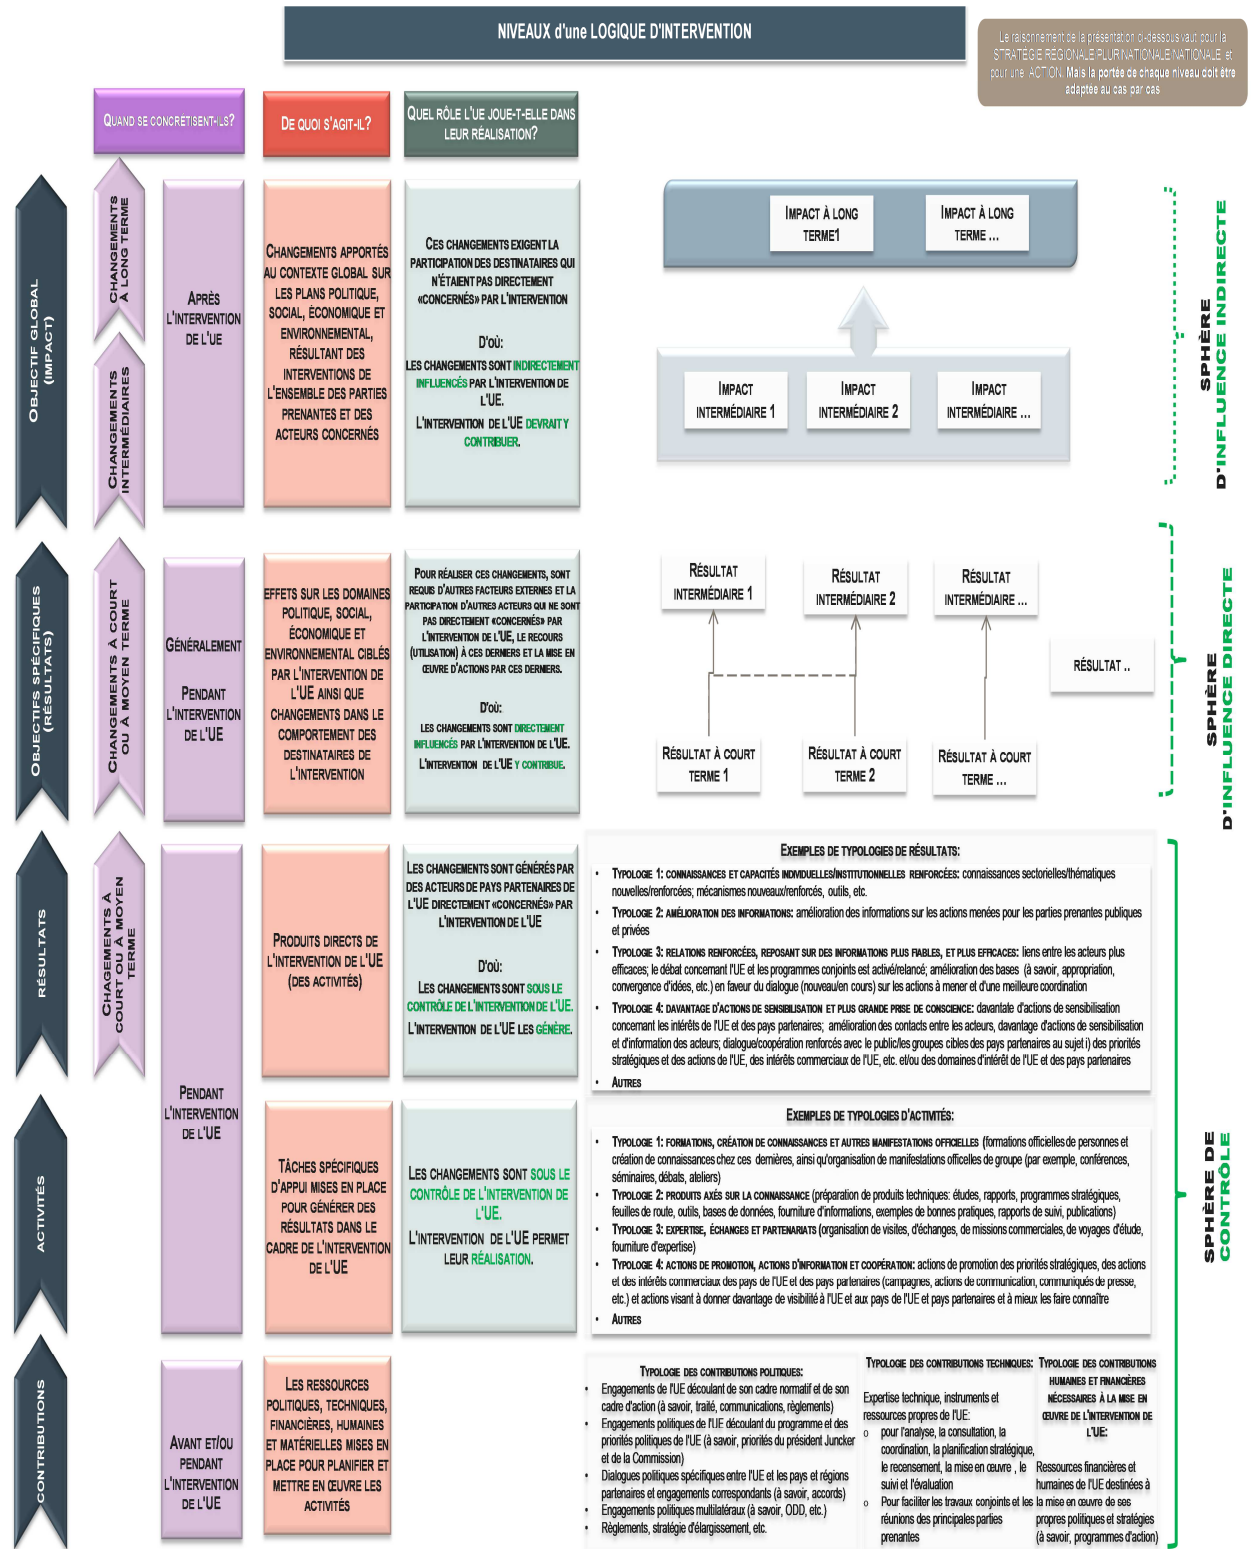 NIVEAUX d'une LOGIQUE D'INTERVENTION
Le raisonnement de la présentation ci-dessous vaut pour la
STRATÉGIE RÉGIONALE PLURINATIONALE/NATIONALE et
pour une ACTION. Mais la portée de chaque niveau doit être
adaptée au cas par cas
QUAND SE CONCRÉTISENT-ILS?
DE QUOI S'AGIT-IL?
QUEL RÔLE L'UE JOUE-T-ELLE DANS
LEUR RÉALISATION?
OBJECTIF GLOBAL
(IMPACT)
CHANGEMENTS
À LONG TERME
CHANGEMENTS
INTERMÉDIAIRES
APRÈS
L'INTERVENTION
DE L'UE
CHANGEMENTS APPORTÉS
AU CONTEXTE GLOBAL SUR
LES PLANS POLITIQUE,
SOCIAL, ÉCONOMIQUE ET
ENVIRONNEMENTAL,
RÉSULTANT DES
INTERVENTIONS DE
L'ENSEMBLE DES PARTIES
PRENANTES ET DES
ACTEURS CONCERNÉS
CES CHANGEMENTS EXIGENT LA
PARTICIPATION DES DESTINATAIRES QUI
N'ÉTAIENT PAS DIRECTEMENT
«CONCERNÉS» PAR L'INTERVENTION
D'OÙ:
LES CHANGEMENTS SONT INDIRECTEMENT
INFLUENCÉS PAR L'INTERVENTION DE
L'UE.
L'INTERVENTION DE L'UE DEVRAIT Y
CONTRIBUER.
IMPACT À LONG
TERME1
IMPACT À LONG
TERME ...
IMPACT
INTERMÉDIAIRE 1
IMPACT
INTERMÉDIAIRE 2
IMPACT
INTERMÉDIAIRE ...
SPHÈRE
D'INFLUENCE INDIRECTE
OBJECTIFS SPÉCIFIQUES
(RÉSULTATS)
CHANGEMENTS À COURT
OU À MOYEN TERME
GÉNÉRALEMENT
PENDANT
L'INTERVENTION
DE L'UE
EFFETS SUR LES DOMAINES
POLITIQUE, SOCIAL,
ÉCONOMIQUE ET
ENVIRONNEMENTAL CIBLÉS
PAR L'INTERVENTION DE
L'UE AINSI QUE
CHANGEMENTS DANS LE
COMPORTEMENT DES
DESTINATAIRES DE
L'INTERVENTION
POUR RÉALISER CES CHANGEMENTS, SONT
REQUIS D'AUTRES FACTEURS EXTERNES ET LA
PARTICIPATION D'AUTRES ACTEURS QUI NE SONT
PAS DIRECTEMENT «CONCERNÉS» PAR
L'INTERVENTION DE L'UE, LE RECOURS
(UTILISATION) À CES DERNIERS ET LA MISE EN
ŒUVRE D'ACTIONS PAR CES DERNIERS.
D'OÙ:
LES CHANGEMENTS SONT DIRECTEMENT
INFLUENCÉS PAR L'INTERVENTION DE L'UE.
L'INTERVENTION DE L'UE Y CONTRIBUE.
RÉSULTAT
INTERMÉDIAIRE 1
RÉSULTAT
INTERMÉDIAIRE 2
RÉSULTAT
INTERMÉDIAIRE ...
RÉSULTAT ..
RÉSULTAT À COURT
TERME 1
RÉSULTAT À COURT
TERME 2
RÉSULTAT À COURT
TERME ...
SPHÈRE
D'INFLUENCE DIRECTE
RÉSULTATS
CHAGEMENTS À
COURT OU À MOYEN
TERME
PENDANT
L'INTERVENTION
DE L'UE
PRODUITS DIRECTS DE
L'INTERVENTION DE L'UE
(DES ACTIVITÉS)
LES CHANGEMENTS SONT GÉNÉRÉS PAR
DES ACTEURS DE PAYS PARTENAIRES DE
L'UE DIRECTEMENT «CONCERNÉS» PAR
L'INTERVENTION DE L'UE
D'OÙ:
LES CHANGEMENTS SONT SOUS LE
CONTRÔLE DE L'INTERVENTION DE L'UE.
L'INTERVENTION DE L'UE LES GÉNÈRE.
EXEMPLES DE TYPOLOGIES DE RÉSULTATS:
• TYPOLOGIE 1: CONNAISSANCES ET CAPACITÉS INDIVIDUELLES/INSTITUTIONNELLES RENFORCÉES: connaissances sectorielles/thématiques
nouvelles/renforcées; mécanismes nouveaux/renforcés, outils, etc.
• TYPOLOGIE 2: AMÉLIORATION DES INFORMATIONS: amélioration des informations sur les actions menées pour les parties prenantes publiques
et privées
• TYPOLOGIE 3: RELATIONS RENFORCÉES, REPOSANT SUR DES INFORMATIONS PLUS FIABLES, ET PLUS EFFICACES: liens entre les acteurs plus
efficaces; le débat concernant l'UE et les programmes conjoints est activé/relancé; amélioration des bases (à savoir, appropriation,
convergence d'idées, etc.) en faveur du dialogue (nouveau/en cours) sur les actions à mener et d'une meilleure coordination
• TYPOLOGIE 4: DAVANTAGE D'ACTIONS DE SENSIBILISATION ET PLUS GRANDE PRISE DE CONSCIENCE: davantate d'actions de sensibilisation
concernant les intérêts de l'UE et des pays partenaires; amélioration des contacts entre les acteurs, davantage d'actions de sensibilisation
et d'information des acteurs; dialogue/coopération renforcés avec le public/les groupes cibles des pays partenaires au sujet i) des priorités
stratégiques et des actions de l'UE, des intérêts commerciaux de l'UE, etc. et/ou des domaines d'intérêt de l'UE et des pays partenaires
• AUTRES
ACTIVITÉS
TÂCHES SPÉCIFIQUES
D'APPUI MISES EN PLACE
POUR GÉNÉRER DES
RÉSULTATS DANS LE
CADRE DE L'INTERVENTION
DE L'UE
LES CHANGEMENTS SONT SOUS LE
CONTRÔLE DE L'INTERVENTION DE
L'UE.
L'INTERVENTION DE L'UE PERMET
LEUR RÉALISATION.
EXEMPLES DE TYPOLOGIES D'ACTIVITÉS:
• TYPOLOGIE 1: FORMATIONS, CRÉATION DE CONNAISSANCES ET AUTRES MANIFESTATIONS OFFICIELLES (formations officielles de personnes et
création de connaissances chez ces dernières, ainsi qu'organisation de manifestations officelles de groupe (par exemple, conférences,
séminaires, débats, ateliers)
• TYPOLOGIE 2: PRODUITS AXÉS SUR LA CONNAISSANCE (préparation de produits techniques: études, rapports, programmes stratégiques,
feuilles de route, outils, bases de données, fourniture d'informations, exemples de bonnes pratiques, rapports de suivi, publications)
• TYPOLOGIE 3: EXPERTISE, ÉCHANGES ET PARTENARIATS (organisation de visites, d'échanges, de missions commerciales, de voyages d'étude,
fourniture d'expertise)
• TYPOLOGIE 4: ACTIONS DE PROMOTION, ACTIONS D'INFORMATION ET COOPÉRATION: actions de promotion des priorités stratégiques, des actions
et des intérêts commerciaux des pays de l'UE et des pays partenaires (campagnes, actions de communication, communiqués de presse,
etc.) et actions visant à donner davantage de visibilité à l'UE et aux pays de l'UE et pays partenaires et à mieux les faire connaître
• AUTRES
SPHÈRE DE
CONTRÔLE
CONTRIBUTIONS
AVANT ET/OU
PENDANT
L'INTERVENTION
DE L'UE
LES RESSOURCES
POLITIQUES, TECHNIQUES,
FINANCIÈRES, HUMAINES
ET MATÉRIELLES MISES EN
PLACE POUR PLANIFIER ET
METTRE EN ŒUVRE LES
ACTIVITÉS
TYPOLOGIE DES CONTRIBUTIONS POLITIQUES:
• Engagements de l'UE découlant de son cadre normatif et de son
cadre d'action (à savoir, traité, communications, règlements)
• Engagements politiques de l'UE découlant du programme et des
priorités politiques de l'UE (à savoir, priorités du président Juncker
et de la Commission)
• Dialogues politiques spécifiques entre l'UE et les pays et régions
partenaires et engagements correspondants (à savoir, accords)
• Engagements politiques multilatéraux (à savoir, ODD, etc.)
• Règlements, stratégie d'élargissement, etc.
TYPOLOGIE DES CONTRIBUTIONS TECHNIQUES:
Expertise technique, instruments et
ressources propres de l'UE:
o pour l'analyse, la consultation, la
coordination, la planification stratégique,
le recensement, la mise en œuvre , le
suivi et l'évaluation
o Pour faciliter les travaux conjoints et les
réunions des principales parties
prenantes
TYPOLOGIE DES CONTRIBUTIONS
HUMAINES ET FINANCIÈRES
NÉCESSAIRES À LA MISE EN
ŒUVRE DE L'INTERVENTION DE
L'UE:
Ressources financières et
humaines de l'UE destinées à
la mise en œuvre de ses
propres politiques et stratégies
(à savoir, programmes d'action)